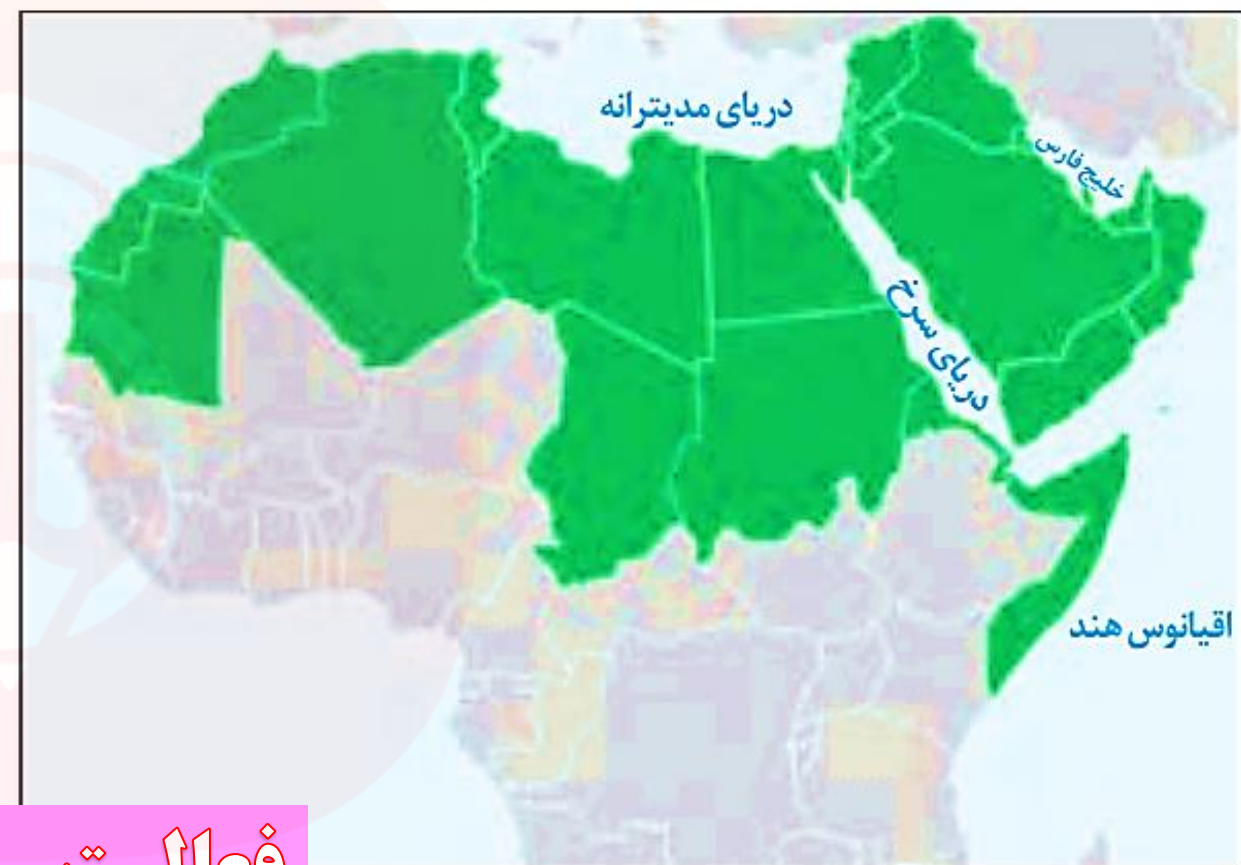 دریای مدیترانه
خلیج فارس
دریای سرخ
اقیانوس هند